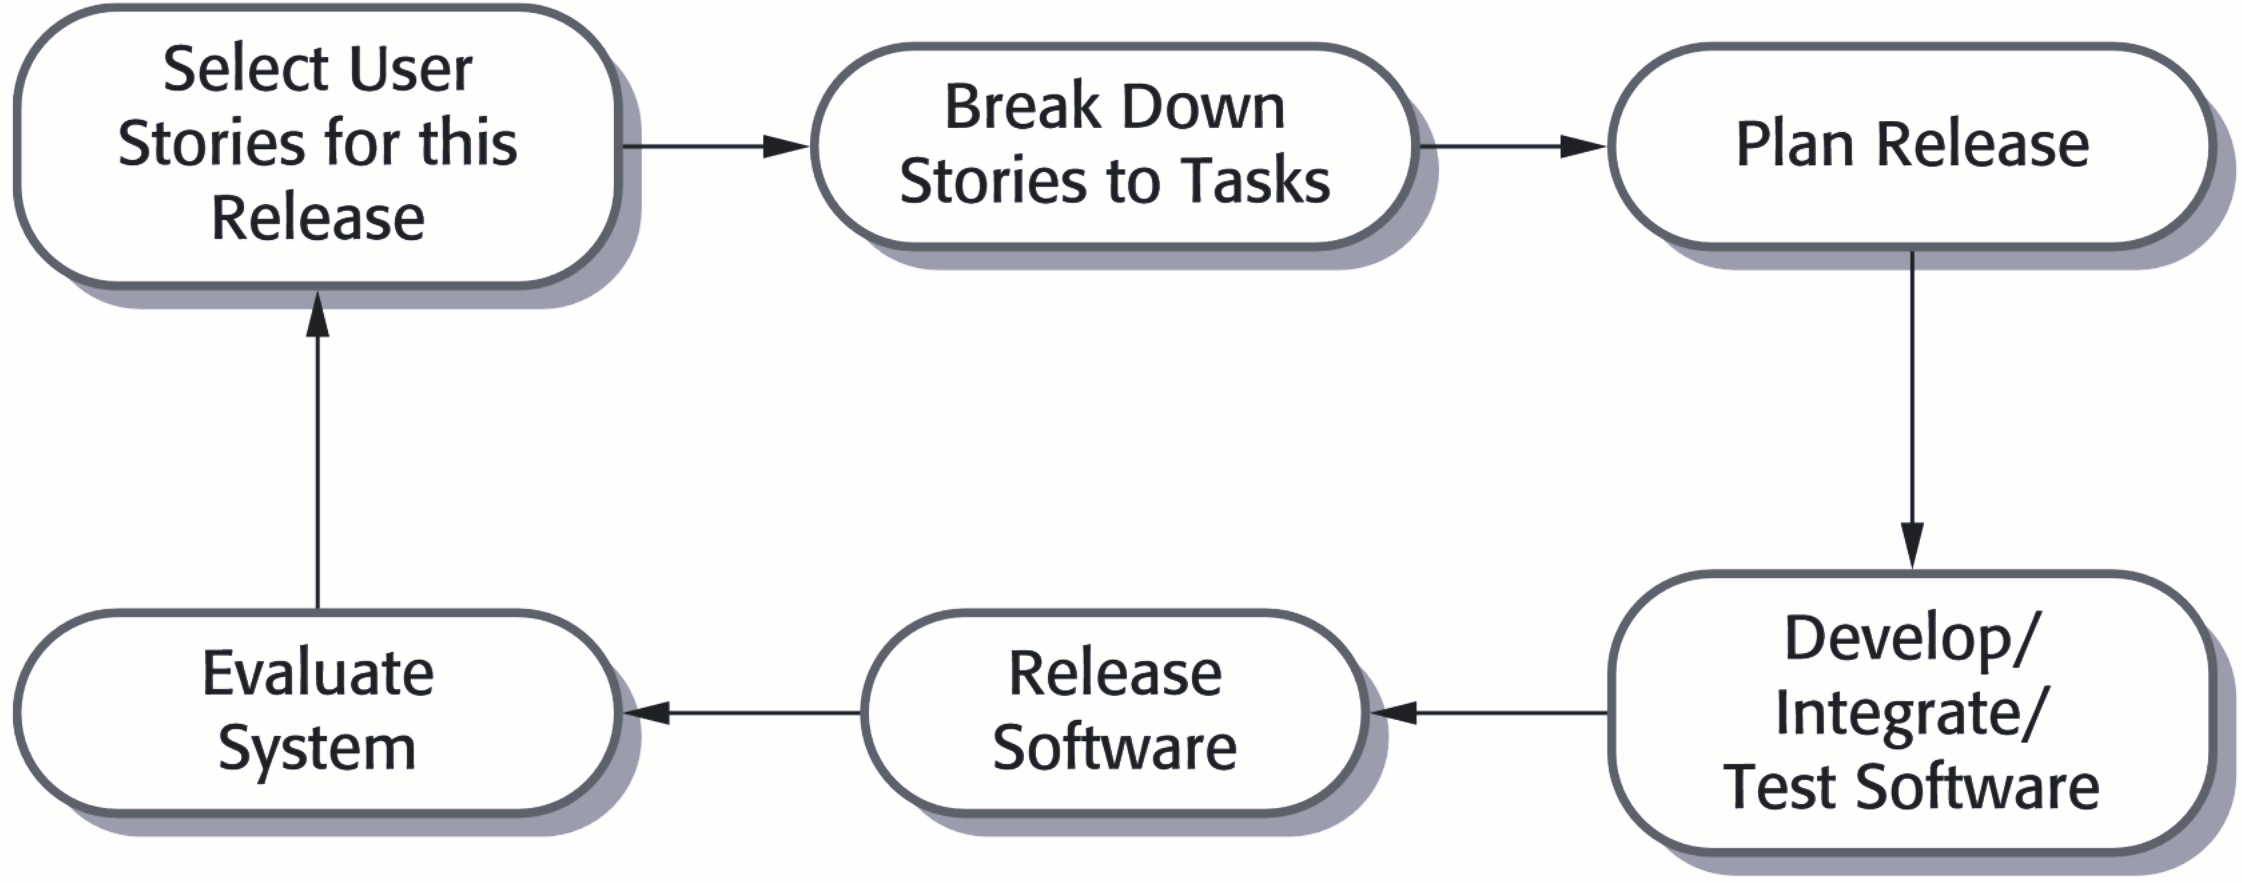 Select User
Stories for this
Release
Break Down
Stories to Tasks
Plan Release
Evaluate
System
Release
Software
Develop/
Integrate/
Test Software